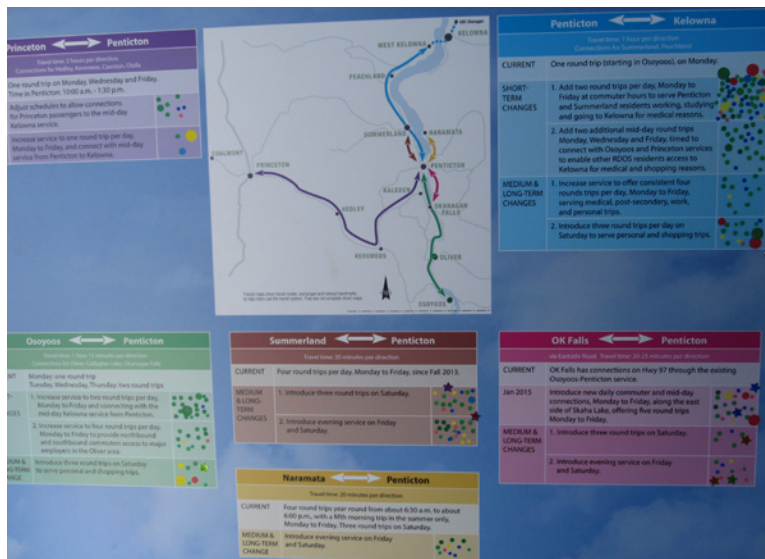 Princeton Penticton
Travel time: 2 hours per direction
Connections for Hedley, Keremeos, Cawston, Olalla
One round trip on Monday, Wednesday and Friday.
Time in Penticton: 10:00 a.m. - 1:30 p.m.
Adjust schedules to allow connections
for Princeton passengers to the mid-day
Kelowna service.
Increase service to one round trip per day,
Monday to Friday, and connect with mid-day
service from Penticton to Kelowna.
UBC Okanagan
KELOWNA
WEST KELOWNA
PEACHLAND
SUMMERLAND
NARAMATA
COALMONT
PRINCETON
PENTICTON
KALEDEN
HEDLEY
OKANAGAN
FALLS
KEREMEOS
OLIVER
OSOYOOS
Penticton Kelowna
Travel time: 1 hour per direction
Connections for Summerland, Peachland
CURRENT
One round trip (starting in Osoyoos), on Monday.
SHORT-
TERM
CHANGES
1. Add two round trips per day, Monday to
Friday at commuter hours to serve Penticton
and Summerland residents working, studying
and going to Kelowna for medical reasons.
2. Add two additional mid-day round trips
Monday, Wednesday and Friday, timed to
connect with Osoyoos and Princeton services
to enable other RDOS residents access to
Kelowna for medical and shopping reasons.
MEDIUM &
LONG-TERM
CHANGES
1. Increase service to offer consistent four
rounds trips per day, Monday to Friday,
serving medical, post-secondary, work,
and personal trips.
2. Introduce three round trips per day on
Saturday to serve personal and shopping trips.
Osoyoos Penticton
Travel time: 1 hour 15 minutes per direction
Monday: one round trip
Tuesday, Wednesday, Thursday: two round trips
1. Increase service to two round trips per day,
Monday to Friday and connecting with the
mid-day Kelowna service from Penticton.
2. Increase service to four round trips per day,
Monday to Friday to provide northbound
and southbound commuters access to major
employers in the Oliver area.
Introduce three round trips on Saturday
to serve personal and shopping trips.
Summerland Penticton
Travel time: 30 minutes per direction
CURRENT
Four round trips per day, Monday to Friday, since Fall 2013.
MEDIUM
& LONG-
TERM
CHANGES
1. Introduce three round trips on Saturday.
2. Introduce evening service on Friday
and Saturday.
Naramata Penticton
Travel time: 20 minutes per direction
CURRENT
Four round trips year round from about 6:30 a.m. to about
6:00 p.m., with a fifth morning trip in the summer only,
Monday to Friday, Three round trips on Saturday.
MEDIUM &
LONG-TERM
CHANGE
Introduce evening service on Friday
and Saturday.
OK Falls Penticton
via Eastside Road. Travel time: 20-25 minutes per direction
CURRENT
OK Falls has connections on Hwy 97 through the existing
Osoyoos-Penticton service.
Jan 2015
Introduce new daily commuter and mid-day
connections, Monday to Friday, along the east
side of Skaha Lake, offering five round trips
Monday to Friday.
MEDIUM &
LONG-TERM
CHANGES
1. Introduce three round trips on Saturday.
2. Introduce evening service on Friday
and Saturday.